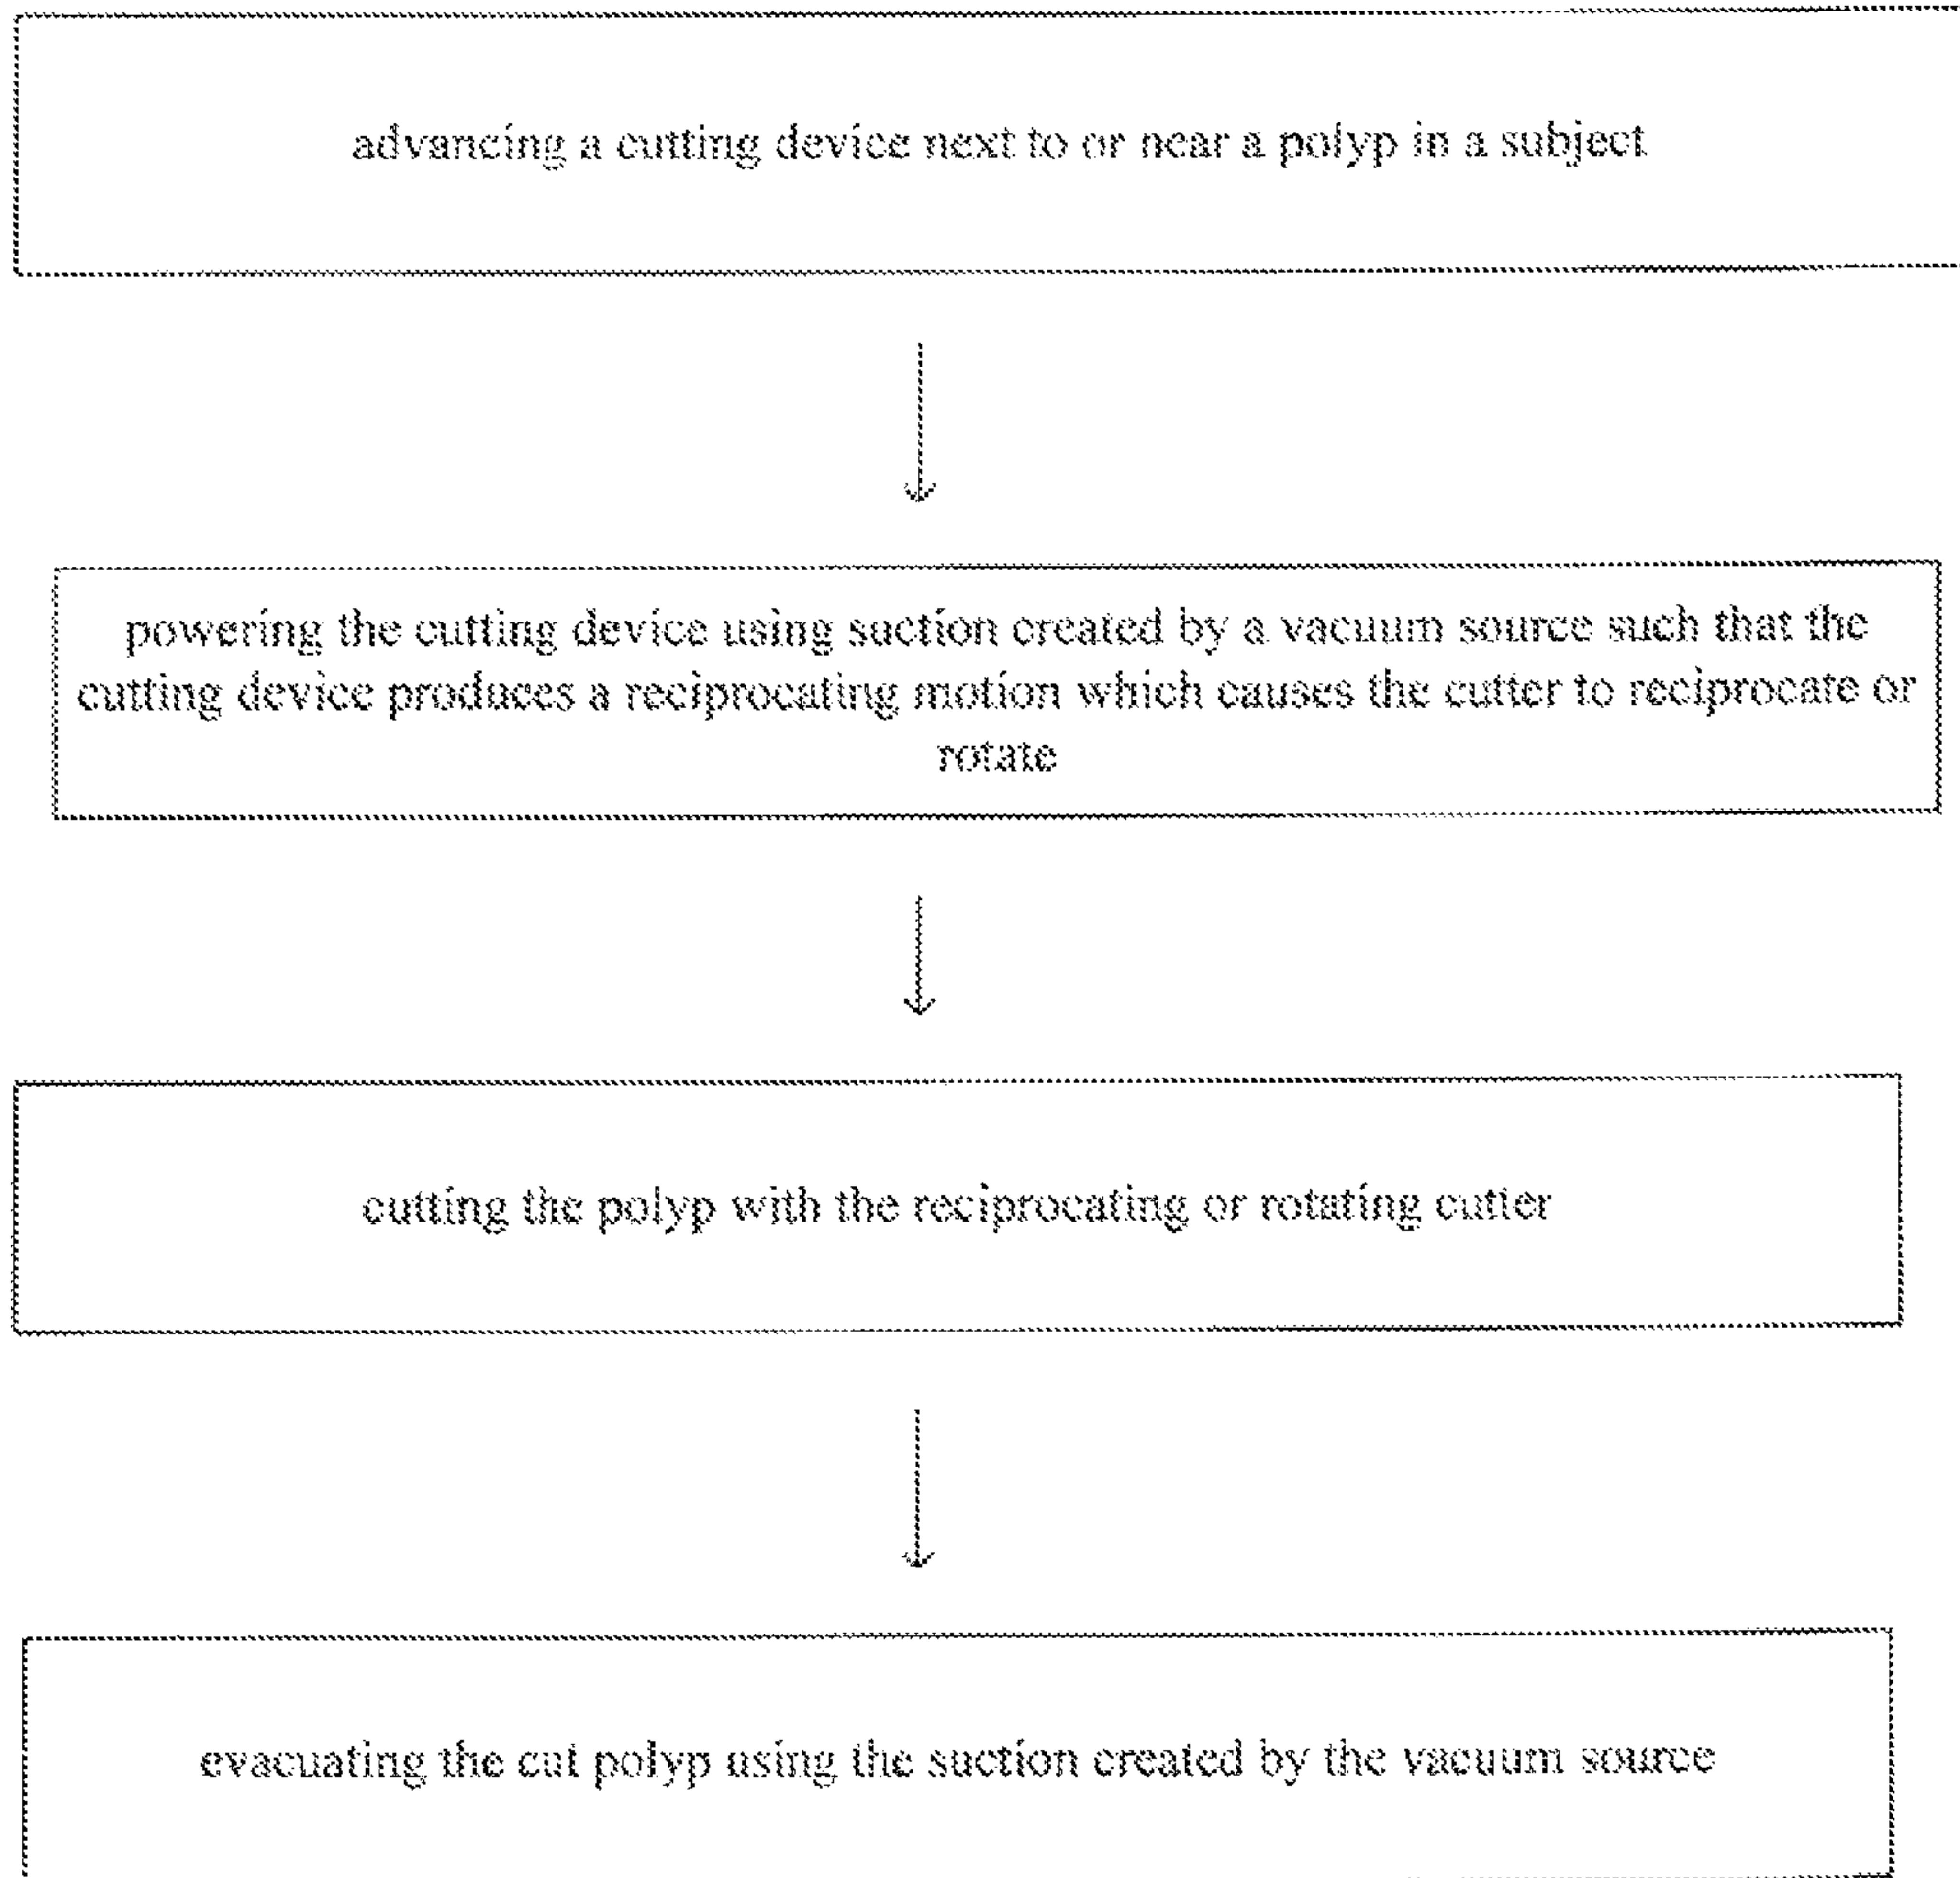 advancing a cutting device next to or near a polyp in a subject
powering the cutting device using suction created by a vacuum source such that the
cutting device produces a reciprocating motion which causes the cutter to reciprocate or
rotate
cutting the polyp with the reciprocating or rotating cutter
evacuating the cut polyp using the suction created by the vacuum source